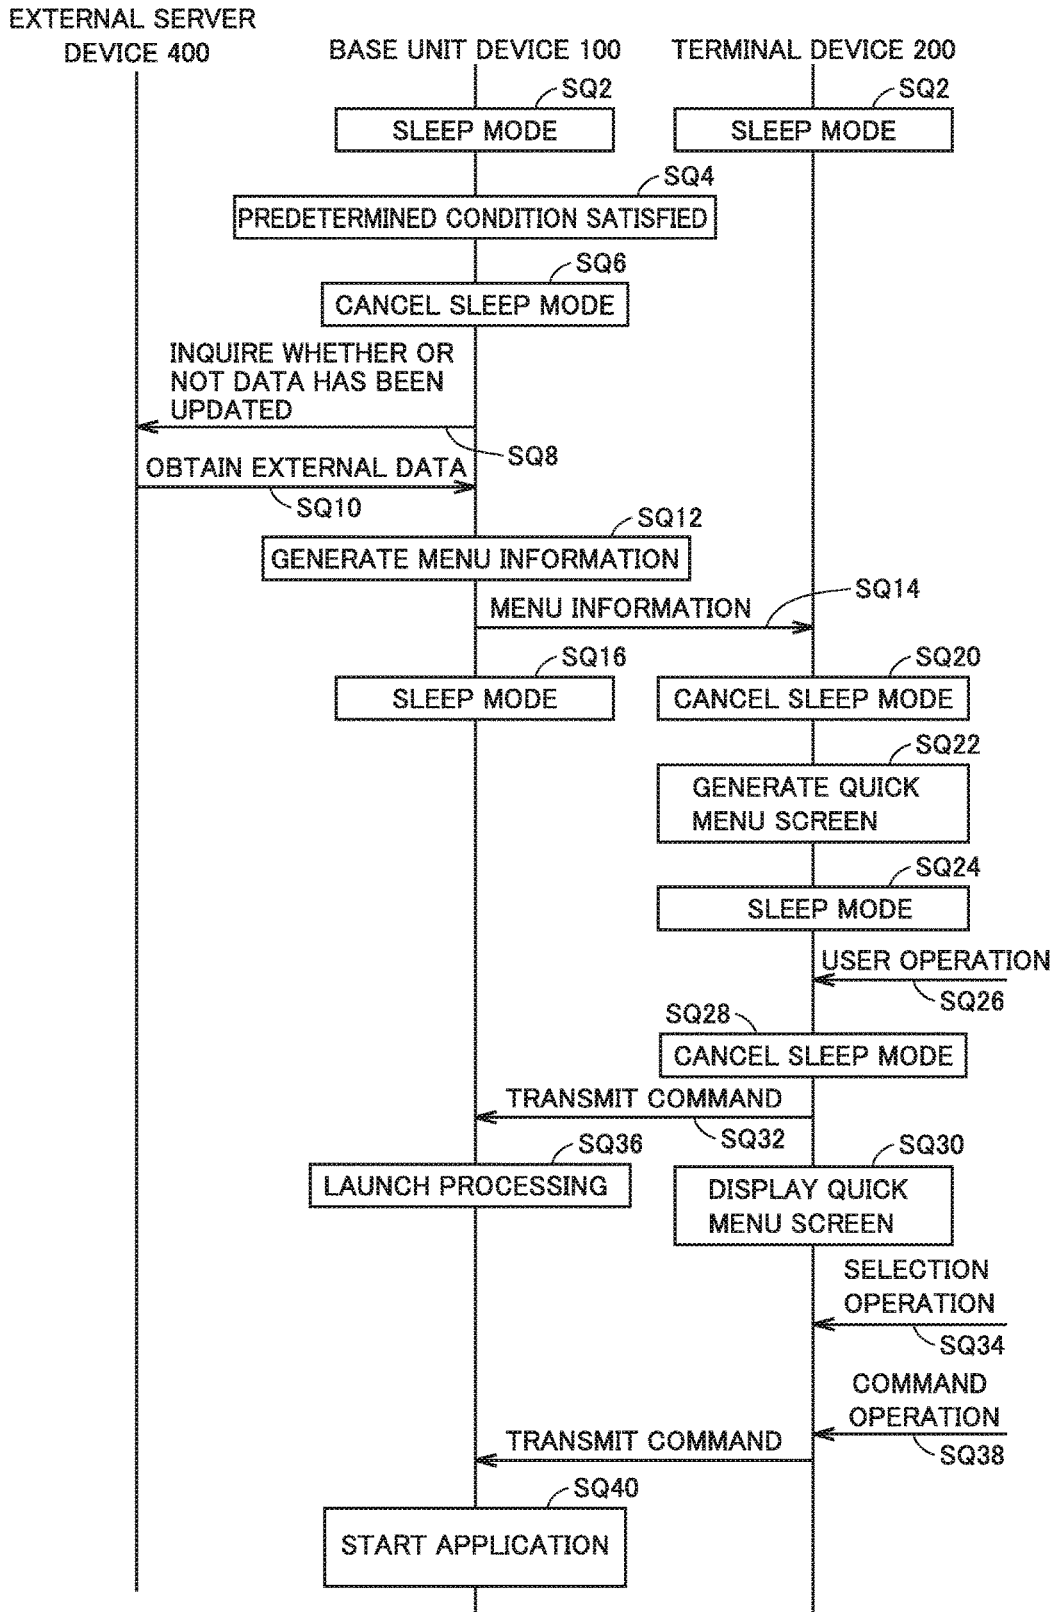 EXTERNAL SERVER
DEVICE 400
BASE UNIT DEVICE 100
TERMINAL DEVICE 200
SQ2
SLEEP MODE
SQ2
SLEEP MODE
SQ4
PREDETERMINED CONDITION SATISFIED
SQ6
CANCEL SLEEP MODE
INQUIRE WHETHER OR
NOT DATA HAS BEEN
UPDATED
SQ8
OBTAIN EXTERNAL DATA
SQ10
SQ12
GENERATE MENU INFORMATION
MENU INFORMATION
SQ14
SQ16
SLEEP MODE
SQ20
CANCEL SLEEP MODE
SQ22
GENERATE QUICK
MENU SCREEN
SQ24
SLEEP MODE
USER OPERATION
SQ26
SQ28
CANCEL SLEEP MODE
TRANSMIT COMMAND
SQ32
SQ36
LAUNCH PROCESSING
SQ30
DISPLAY QUICK
MENU SCREEN
SELECTION
OPERATION
SQ34
COMMAND
OPERATION
SQ38
TRANSMIT COMMAND
SQ40
START APPLICATION